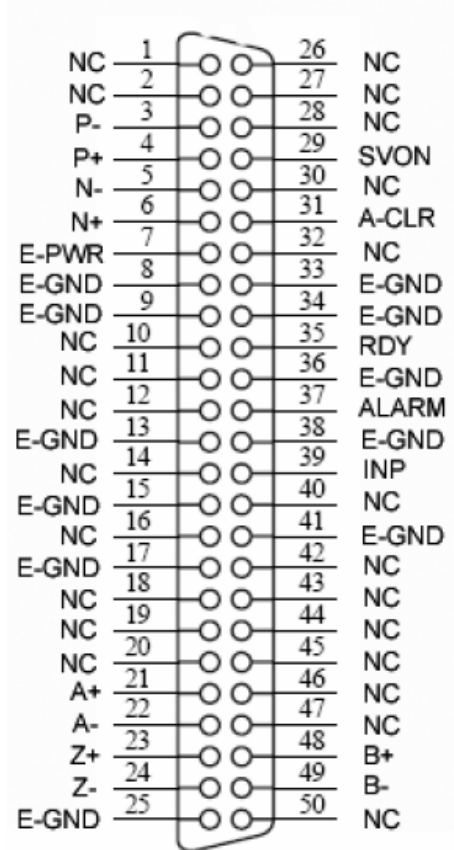 NC 1 26 NC
NC 2 27 NC
P- 3 28 NC
P+ 4 29 SVON
N- 5 30 NC
N+ 6 31 A-CLR
E-PWR 7 32 NC
E-GND 8 33 E-GND
E-GND 9 34 E-GND
NC 10 35 RDY
NC 11 36 E-GND
NC 12 37 ALARM
E-GND 13 38 E-GND
NC 14 39 INP
E-GND 15 40 NC
NC 16 41 E-GND
E-GND 17 42 NC
NC 18 43 NC
NC 19 44 NC
NC 20 45 NC
A+ 21 46 NC
A- 22 47 NC
Z+ 23 48 B+
Z- 24 49 B-
E-GND 25 50 NC